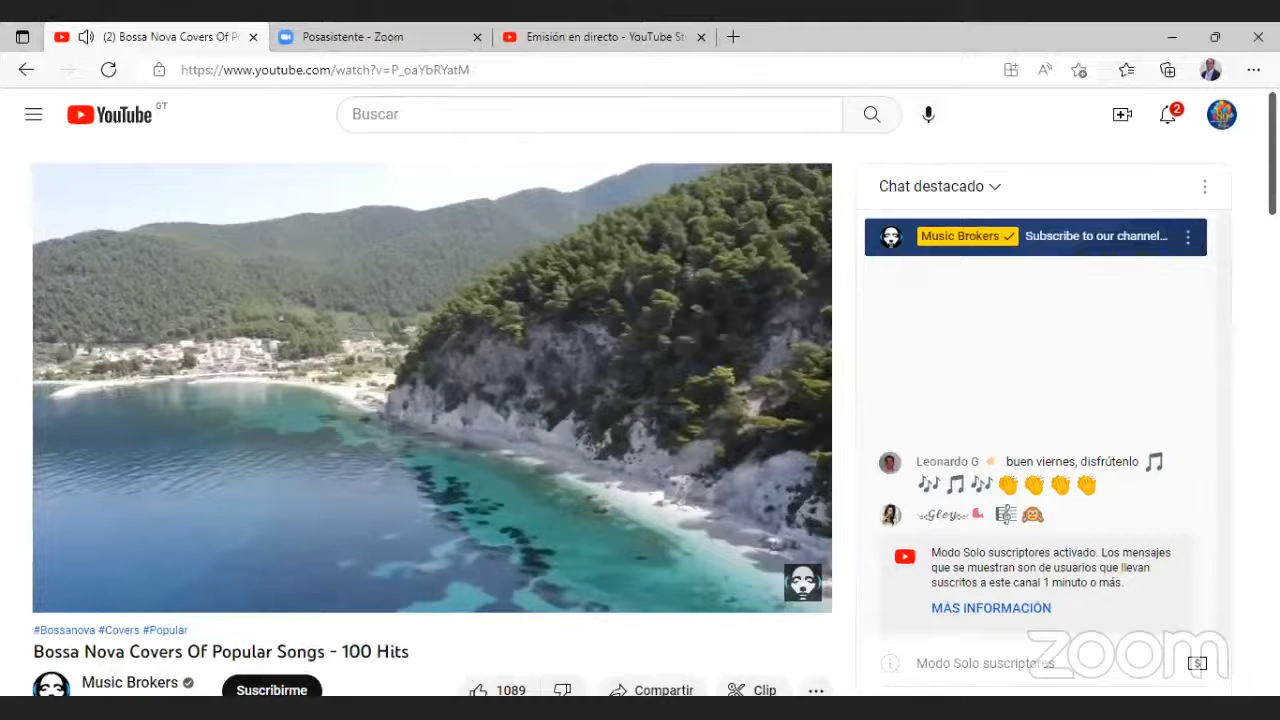 (2) Bossa Nova Covers Of P
Posasistente - Zoom
Emisión en directo - YouTube St
https://www.youtube.com/watch?v=P_oaYbRYatM
YouTube GT
Buscar
2
Chat destacado
Music Brokers Subscribe to our channel...
Leonardo G buen viernes, disfrútenlo 🎵
🎶🎵🎶👏👏👏👏
𝓖𝓵𝓮𝔂 🎼🙉
Modo Solo suscriptores activado. Los mensajes
que se muestran son de usuarios que llevan
suscritos a este canal 1 minuto o más.
MÁS INFORMACIÓN
Modo Solo suscriptores
zoom
#Bossanova #Covers #Popular
Bossa Nova Covers Of Popular Songs - 100 Hits
Music Brokers
Suscribirme
1089
Compartir
Clip